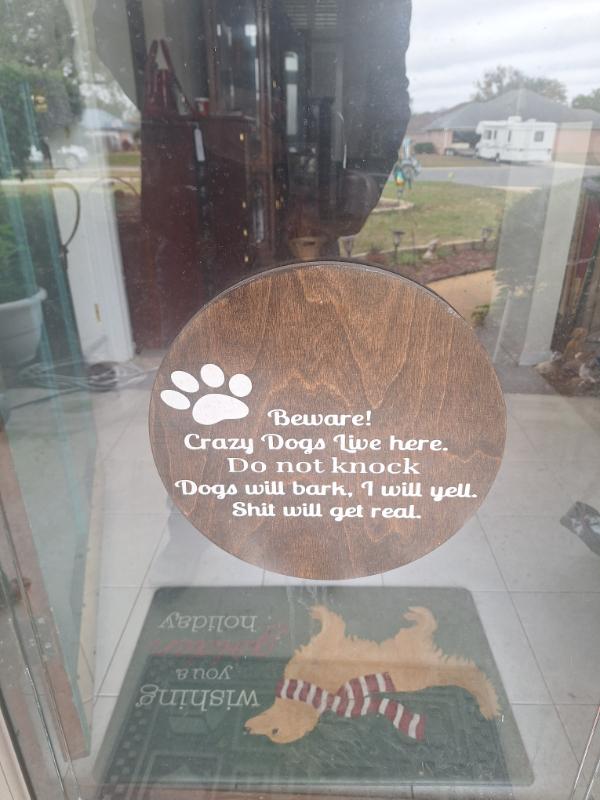 Beware!
Crazy Dogs Live here.
Do not knock
Dogs will bark, I will yell.
Shit will get real.
wishing
you a
golden
holiday